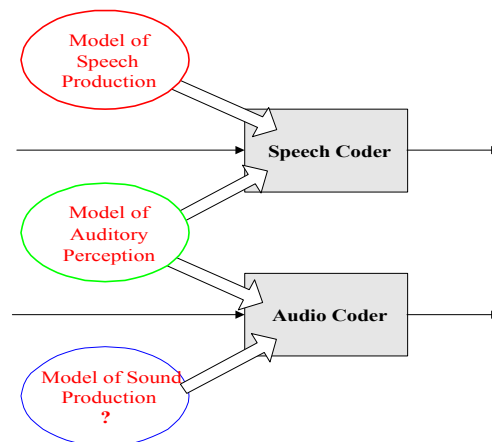 Model of
Speech
Production
Speech Coder
Model of
Auditory
Perception
Audio Coder
Model of Sound
Production
?